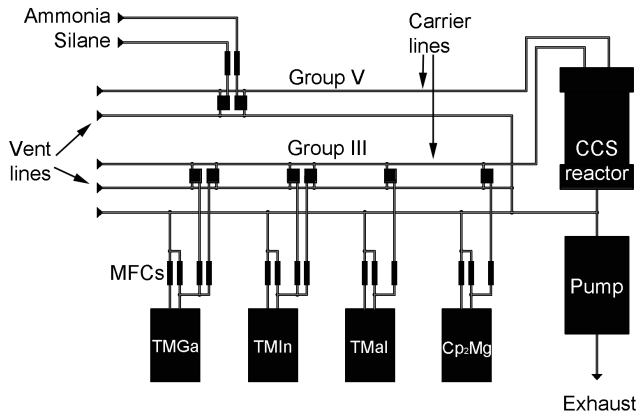 Ammonia
Silane
Carrier
lines
Group V
Vent
lines
Group III
CCS
reactor
MFCs
TMGa
TMIn
TMal
Cp₂Mg
Pump
Exhaust